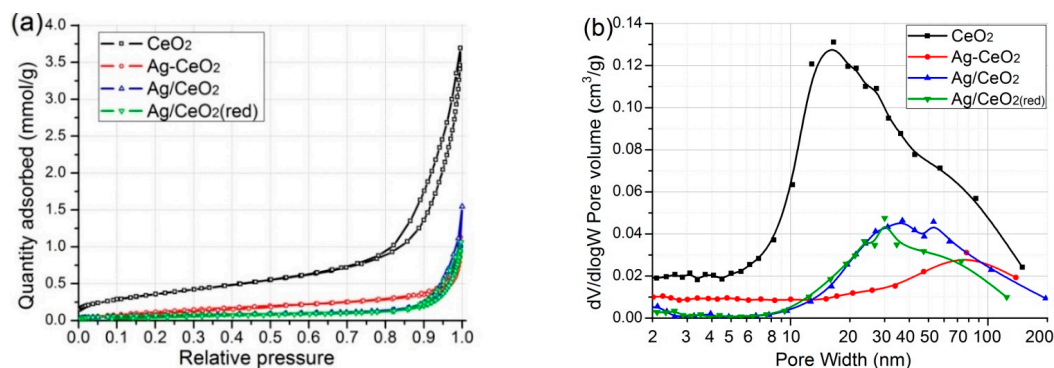 (a)
4.0
3.5
3.0
2.5
2.0
1.5
1.0
0.5
0.0
Quantity adsorbed (mmol/g)
CeO₂
Ag-CeO₂
Ag/CeO₂
Ag/CeO₂(red)
0.0 0.1 0.2 0.3 0.4 0.5 0.6 0.7 0.8 0.9 1.0
Relative pressure
(b)
0.14
0.12
0.10
0.08
0.06
0.04
0.02
0.00
dV/dlogW Pore volume (cm³/g)
CeO₂
Ag-CeO₂
Ag/CeO₂
Ag/CeO₂(red)
2 3 4 5 6 8 10 20 30 40 50 70 100 200
Pore Width (nm)